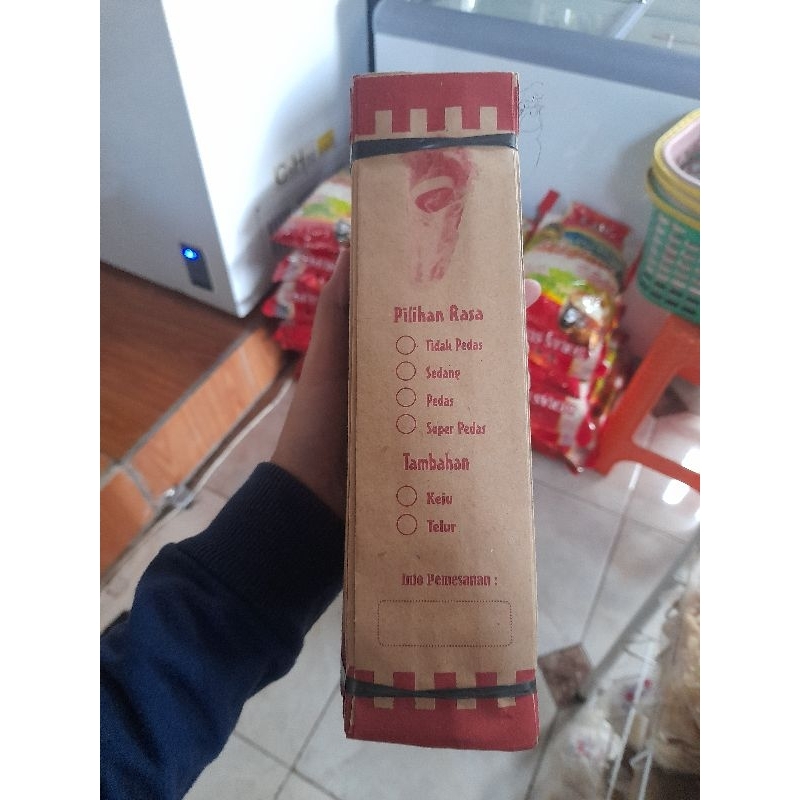 Pilihan Rasa
Tidak Pedas
Sedang
Pedas
Super Pedas
Tambahan
Keju
Telur
Info Pemesanan :